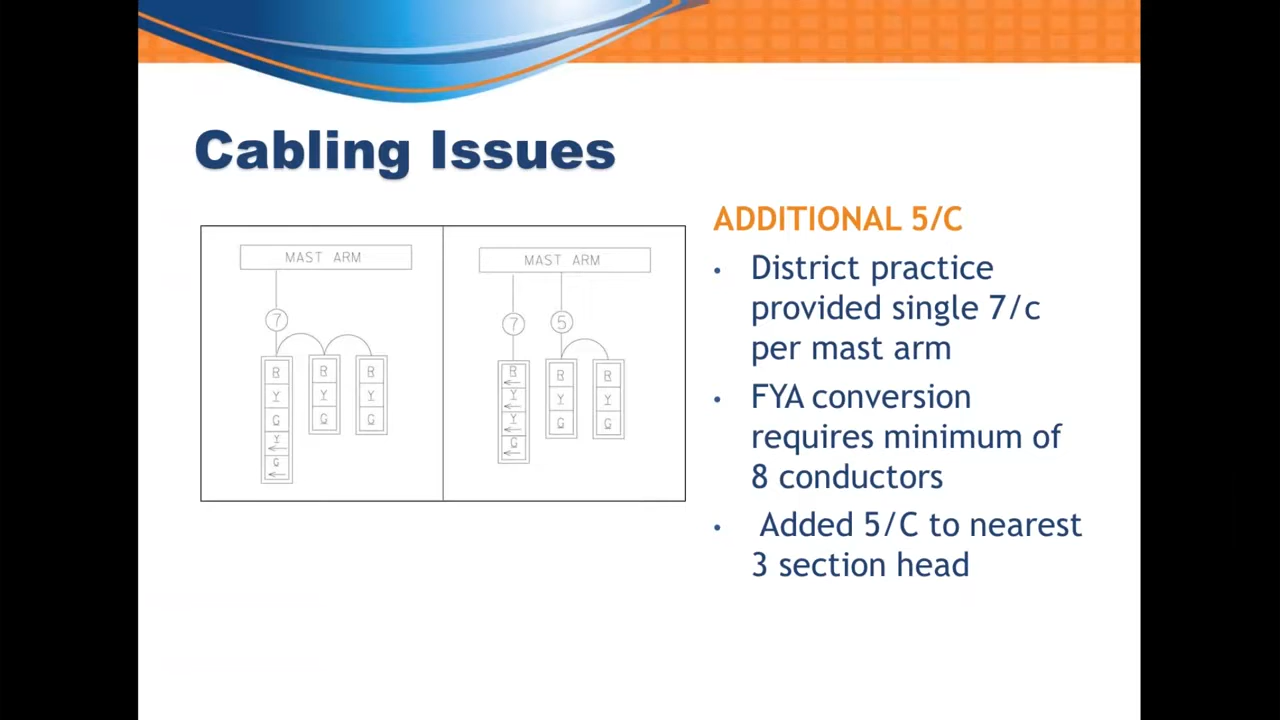 Cabling Issues
MAST ARM
7
R
Y
G
Y
G
R
Y
G
R
Y
G
MAST ARM
7
5
R
Y
Y
G
R
Y
G
R
Y
G
ADDITIONAL 5/C
• District practice
provided single 7/c
per mast arm
• FYA conversion
requires minimum of
8 conductors
• Added 5/C to nearest
3 section head